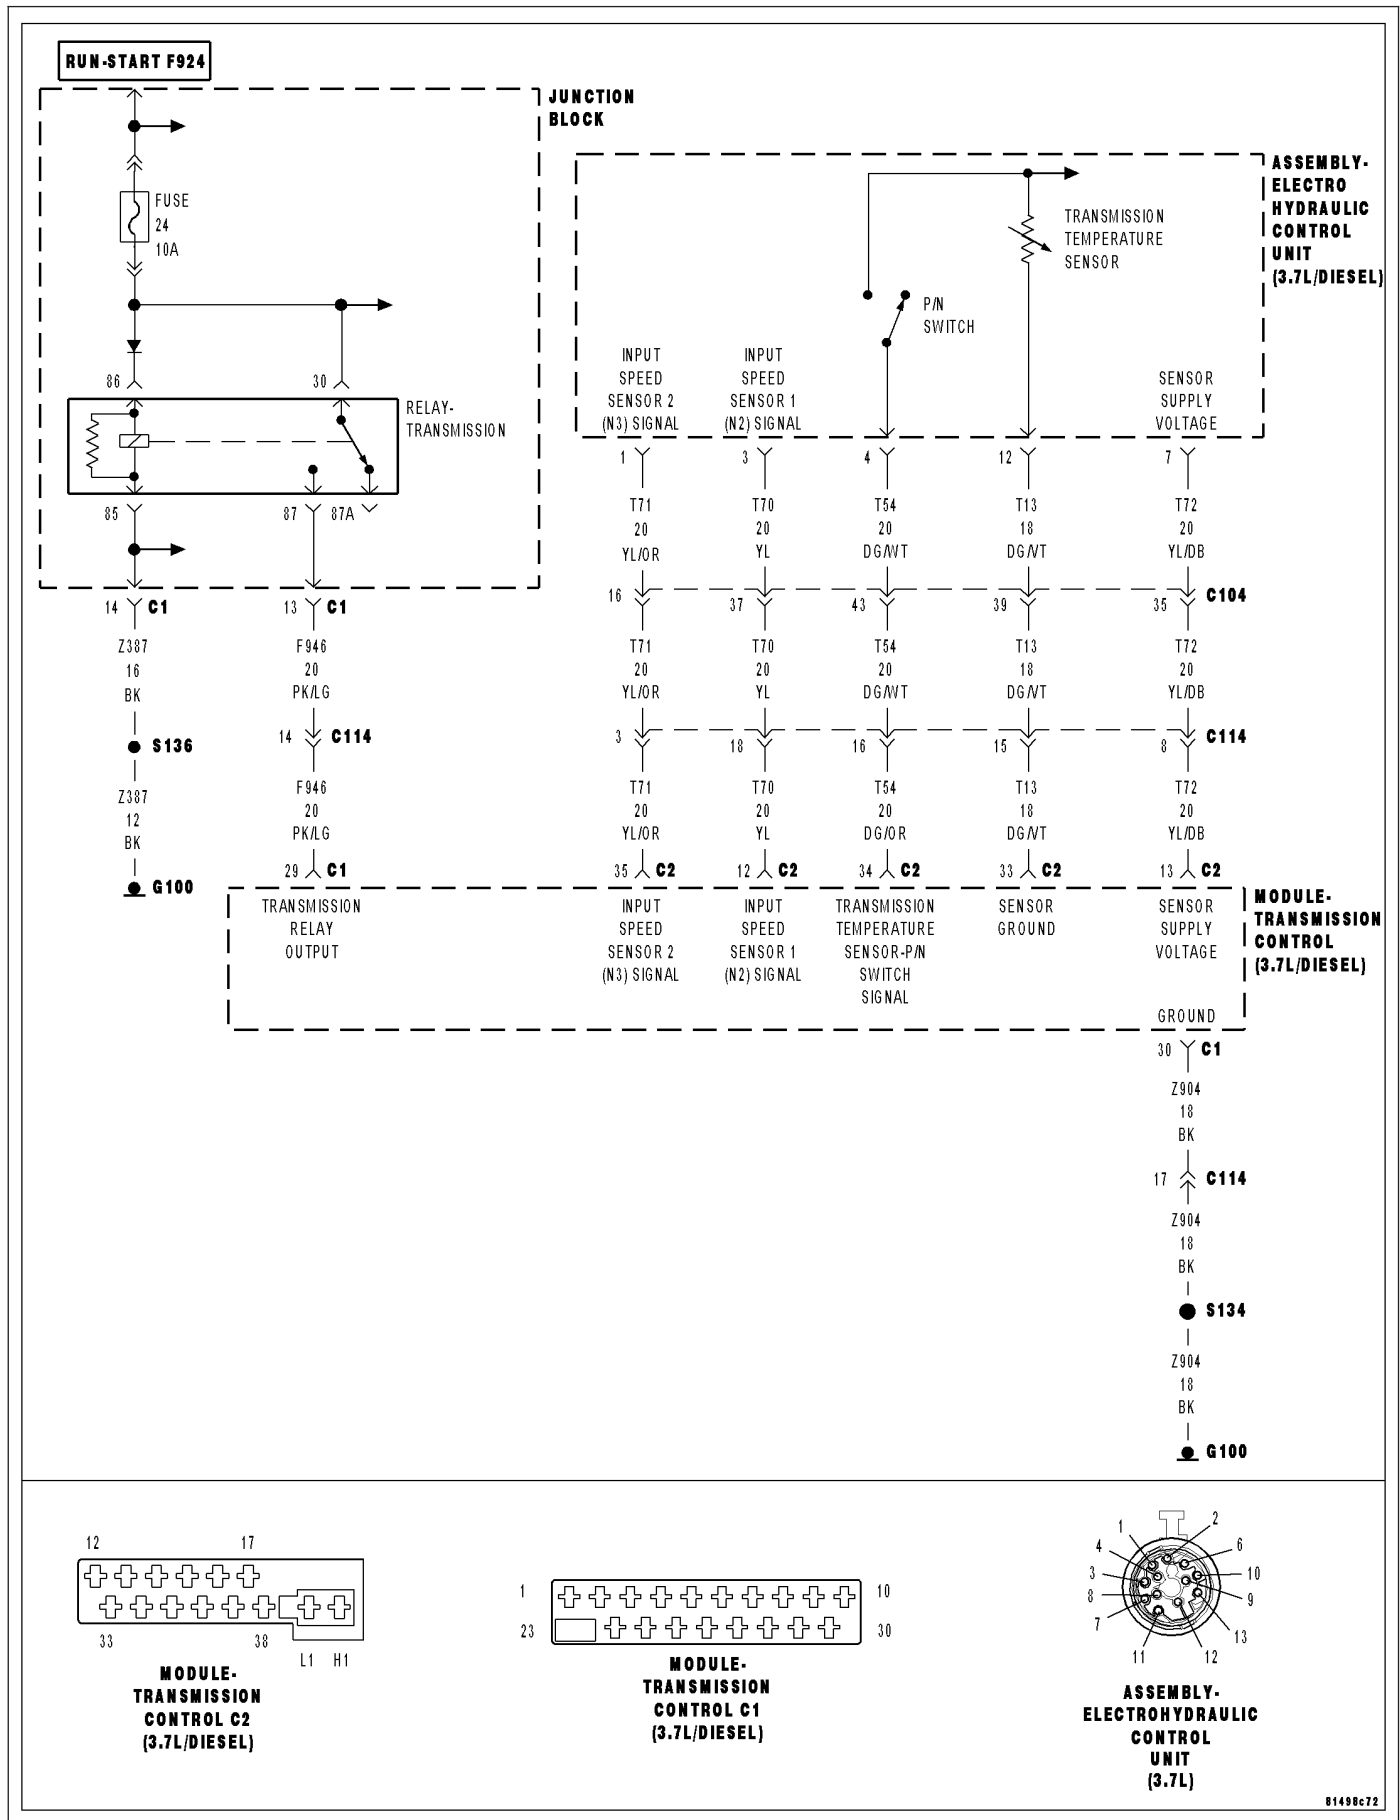 RUN-START F924
JUNCTION
BLOCK
FUSE
24
10A
86
30
RELAY-
TRANSMISSION
85
87
87A
14 C1
13 C1
Z387
16
BK
F946
20
PK/LG
S136
14 C114
Z387
12
BK
F946
20
PK/LG
G100
29 C1
ASSEMBLY-
ELECTRO
HYDRAULIC
CONTROL
UNIT
(3.7L/DIESEL)
TRANSMISSION
TEMPERATURE
SENSOR
P/N
SWITCH
INPUT
SPEED
SENSOR 2
(N3) SIGNAL
INPUT
SPEED
SENSOR 1
(N2) SIGNAL
SENSOR
SUPPLY
VOLTAGE
1 3 4 12 7
T71 T70 T54 T13 T72
20 20 20 18 20
YL/OR YL DG/WT DG/VT YL/DB
16 37 43 39 35 C104
T71 T70 T54 T13 T72
20 20 20 18 20
YL/OR YL DG/WT DG/VT YL/DB
3 18 16 15 8 C114
T71 T70 T54 T13 T72
20 20 20 18 20
YL/OR YL DG/OR DG/VT YL/DB
35 C2 12 C2 34 C2 33 C2 13 C2
TRANSMISSION
RELAY
OUTPUT
INPUT
SPEED
SENSOR 2
(N3) SIGNAL
INPUT
SPEED
SENSOR 1
(N2) SIGNAL
TRANSMISSION
TEMPERATURE
SENSOR-P/N
SWITCH
SIGNAL
SENSOR
GROUND
SENSOR
SUPPLY
VOLTAGE
MODULE-
TRANSMISSION
CONTROL
(3.7L/DIESEL)
GROUND
30 C1
Z904
18
BK
17 C114
Z904
18
BK
S134
Z904
18
BK
G100
12 17
33 38
L1 H1
MODULE-
TRANSMISSION
CONTROL C2
(3.7L/DIESEL)
1 10
23 30
MODULE-
TRANSMISSION
CONTROL C1
(3.7L/DIESEL)
1 2
4 6
3 10
8 9
7 13
11 12
ASSEMBLY-
ELECTROHYDRAULIC
CONTROL
UNIT
(3.7L)
81498c72